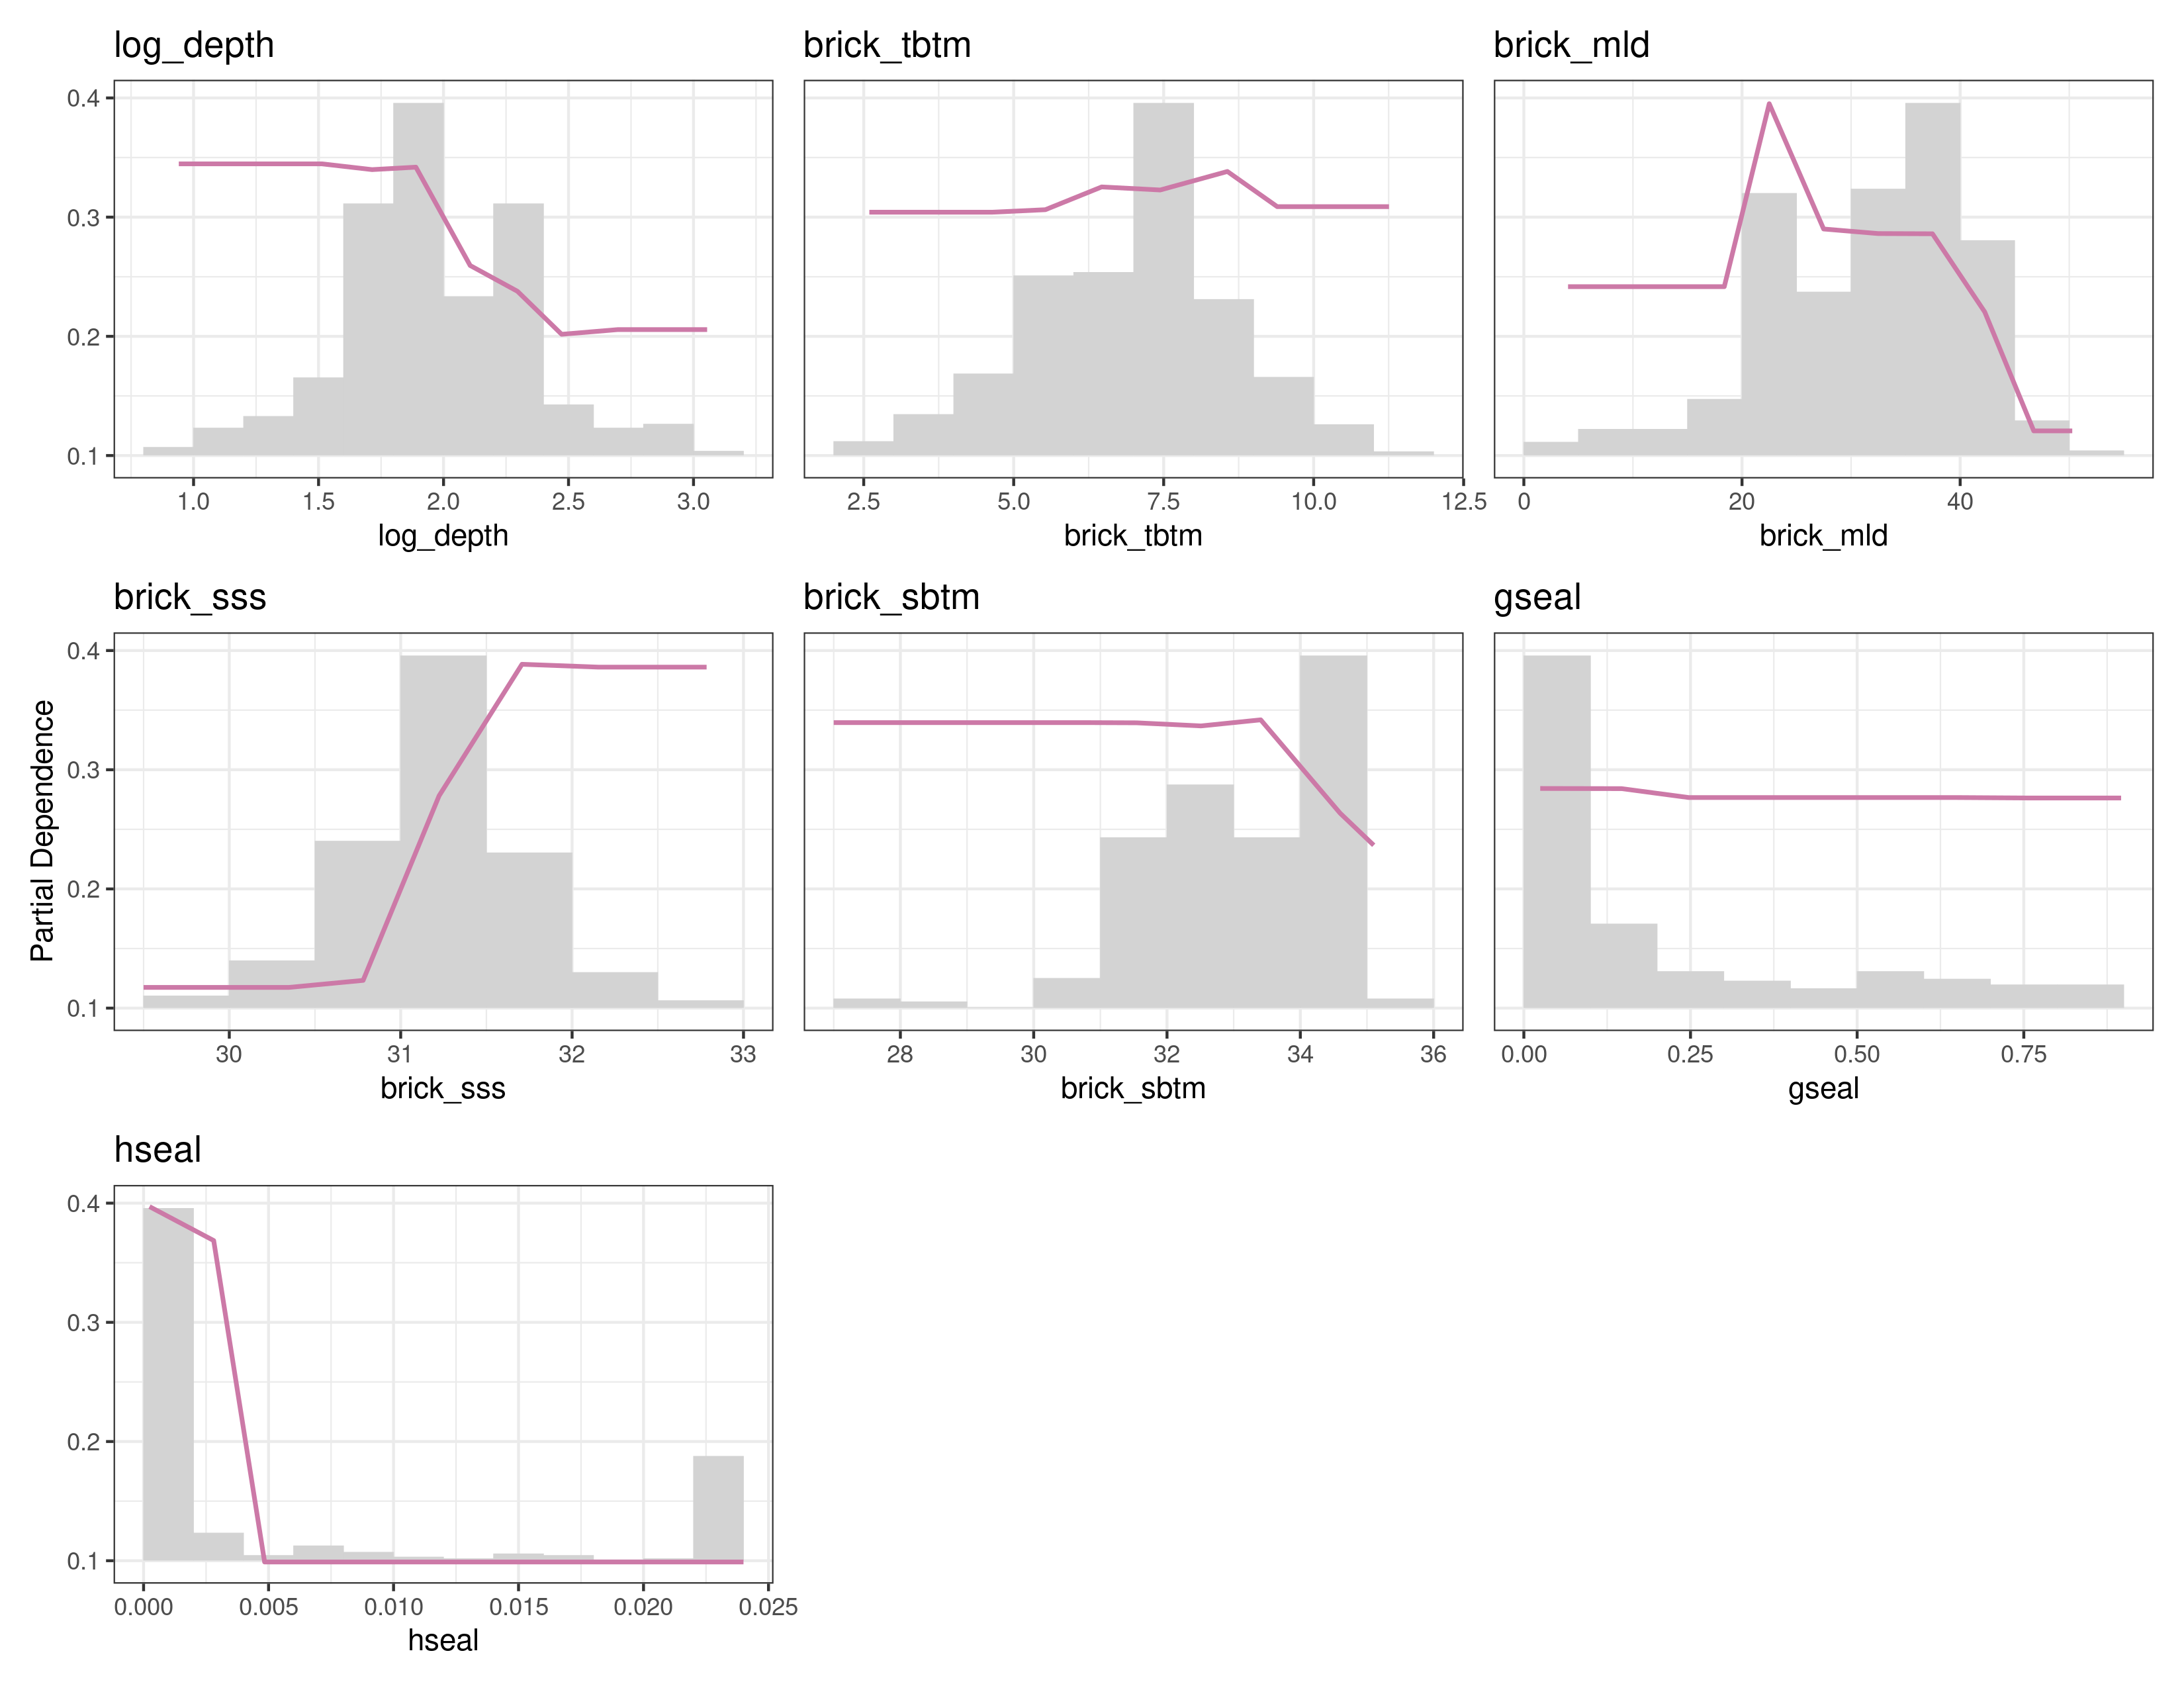 log_depth
brick_tbtm
brick_mld
0.4
0.3
0.2
0.1
1.0 1.5 2.0 2.5 3.0
2.5 5.0 7.5 10.0 12.5
0 20 40
log_depth
brick_tbtm
brick_mld
brick_sss
brick_sbtm
gseal
Partial Dependence
0.4
0.3
0.2
0.1
30 31 32 33
28 30 32 34 36
0.00 0.25 0.50 0.75
brick_sss
brick_sbtm
gseal
hseal
0.4
0.3
0.2
0.1
0.000 0.005 0.010 0.015 0.020 0.025
hseal